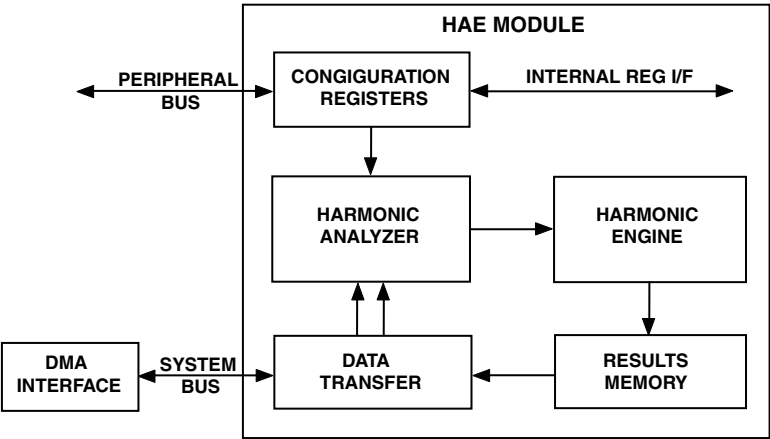 HAE MODULE
PERIPHERAL
BUS
CONGIGURATION
REGISTERS
INTERNAL REG I/F
HARMONIC
ANALYZER
HARMONIC
ENGINE
DMA
INTERFACE
SYSTEM
BUS
DATA
TRANSFER
RESULTS
MEMORY